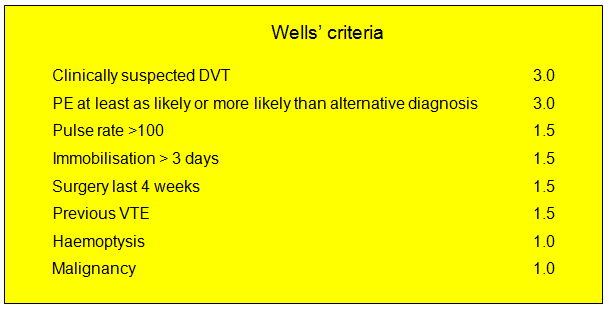 Wells’ criteria
Clinically suspected DVT 3.0
PE at least as likely or more likely than alternative diagnosis 3.0
Pulse rate >100 1.5
Immobilisation > 3 days 1.5
Surgery last 4 weeks 1.5
Previous VTE 1.5
Haemoptysis 1.0
Malignancy 1.0